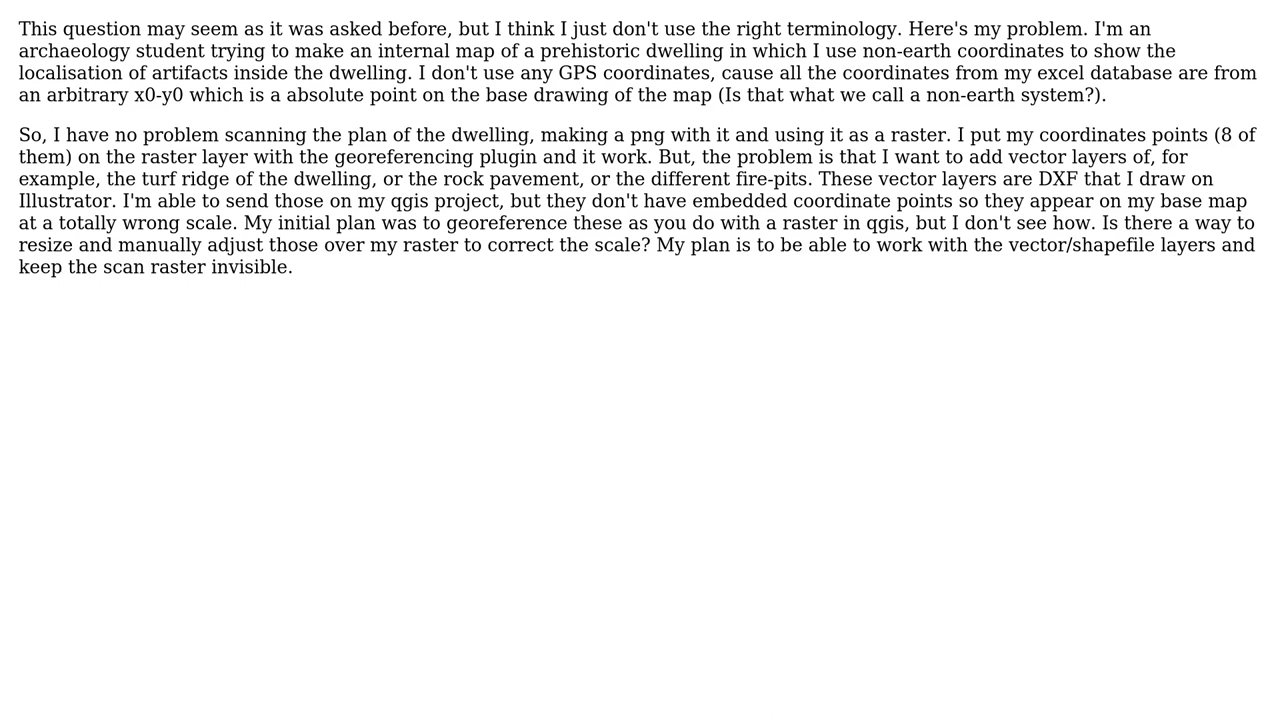 This question may seem as it was asked before, but I think I just don't use the right terminology. Here's my problem. I'm an
archaeology student trying to make an internal map of a prehistoric dwelling in which I use non-earth coordinates to show the
localisation of artifacts inside the dwelling. I don't use any GPS coordinates, cause all the coordinates from my excel database are from
an arbitrary x0-y0 which is a absolute point on the base drawing of the map (Is that what we call a non-earth system?).
So, I have no problem scanning the plan of the dwelling, making a png with it and using it as a raster. I put my coordinates points (8 of
them) on the raster layer with the georeferencing plugin and it work. But, the problem is that I want to add vector layers of, for
example, the turf ridge of the dwelling, or the rock pavement, or the different fire-pits. These vector layers are DXF that I draw on
Illustrator. I'm able to send those on my qgis project, but they don't have embedded coordinate points so they appear on my base map
at a totally wrong scale. My initial plan was to georeference these as you do with a raster in qgis, but I don't see how. Is there a way to
resize and manually adjust those over my raster to correct the scale? My plan is to be able to work with the vector/shapefile layers and
keep the scan raster invisible.